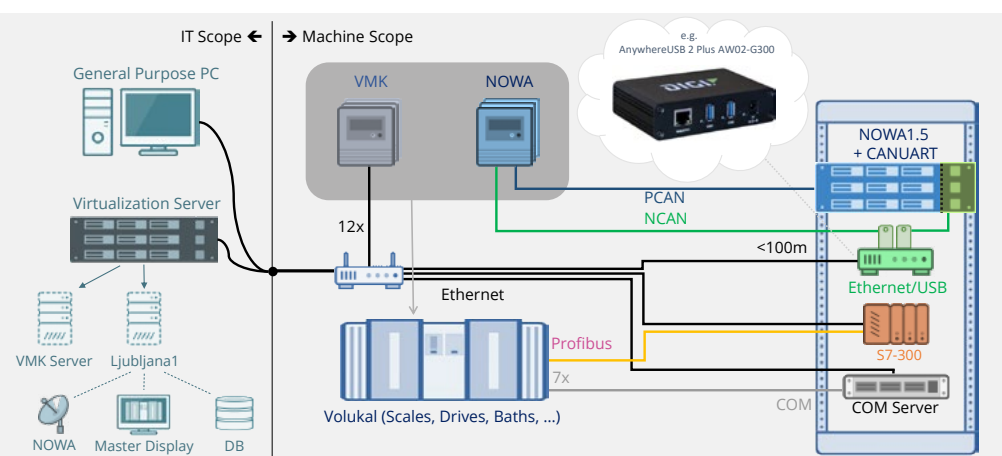 IT Scope ← → Machine Scope
e.g.
AnywhereUSB 2 Plus AW02-G300
General Purpose PC
VMK
NOWA
DIGI
NOWA1.5
+ CANUART
PCAN
NCAN
Virtualization Server
12x
<100m
Ethernet
Ethernet/USB
VMK Server
Ljubljana1
Profibus
S7-300
7x
COM
COM Server
Volukal (Scales, Drives, Baths, ...)
NOWA
Master Display
DB